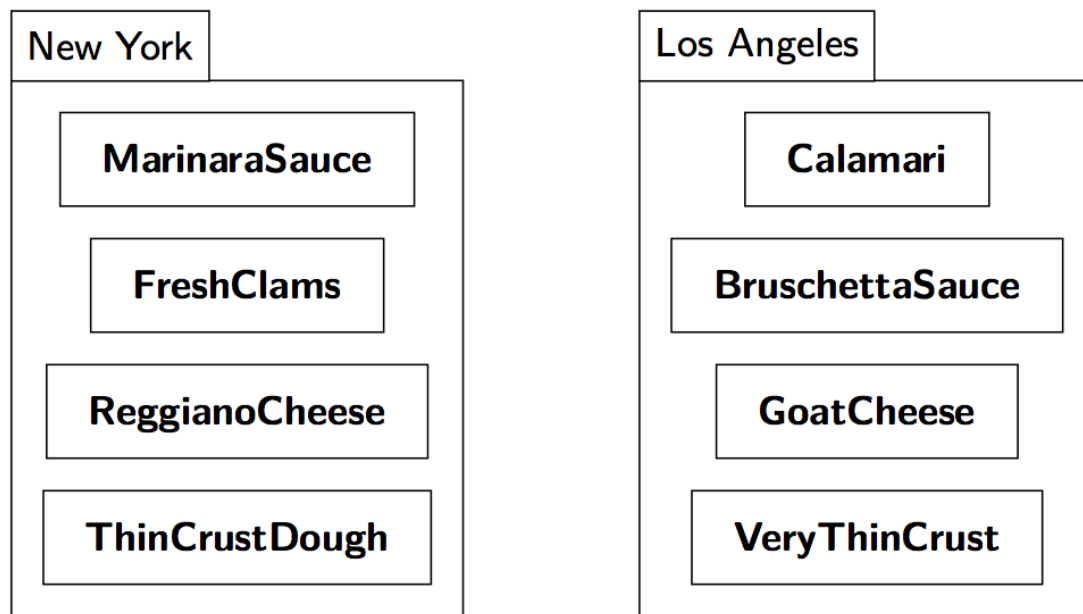 New York
MarinaraSauce
FreshClams
ReggianoCheese
ThinCrustDough
Los Angeles
Calamari
BruschettaSauce
GoatCheese
VeryThinCrust